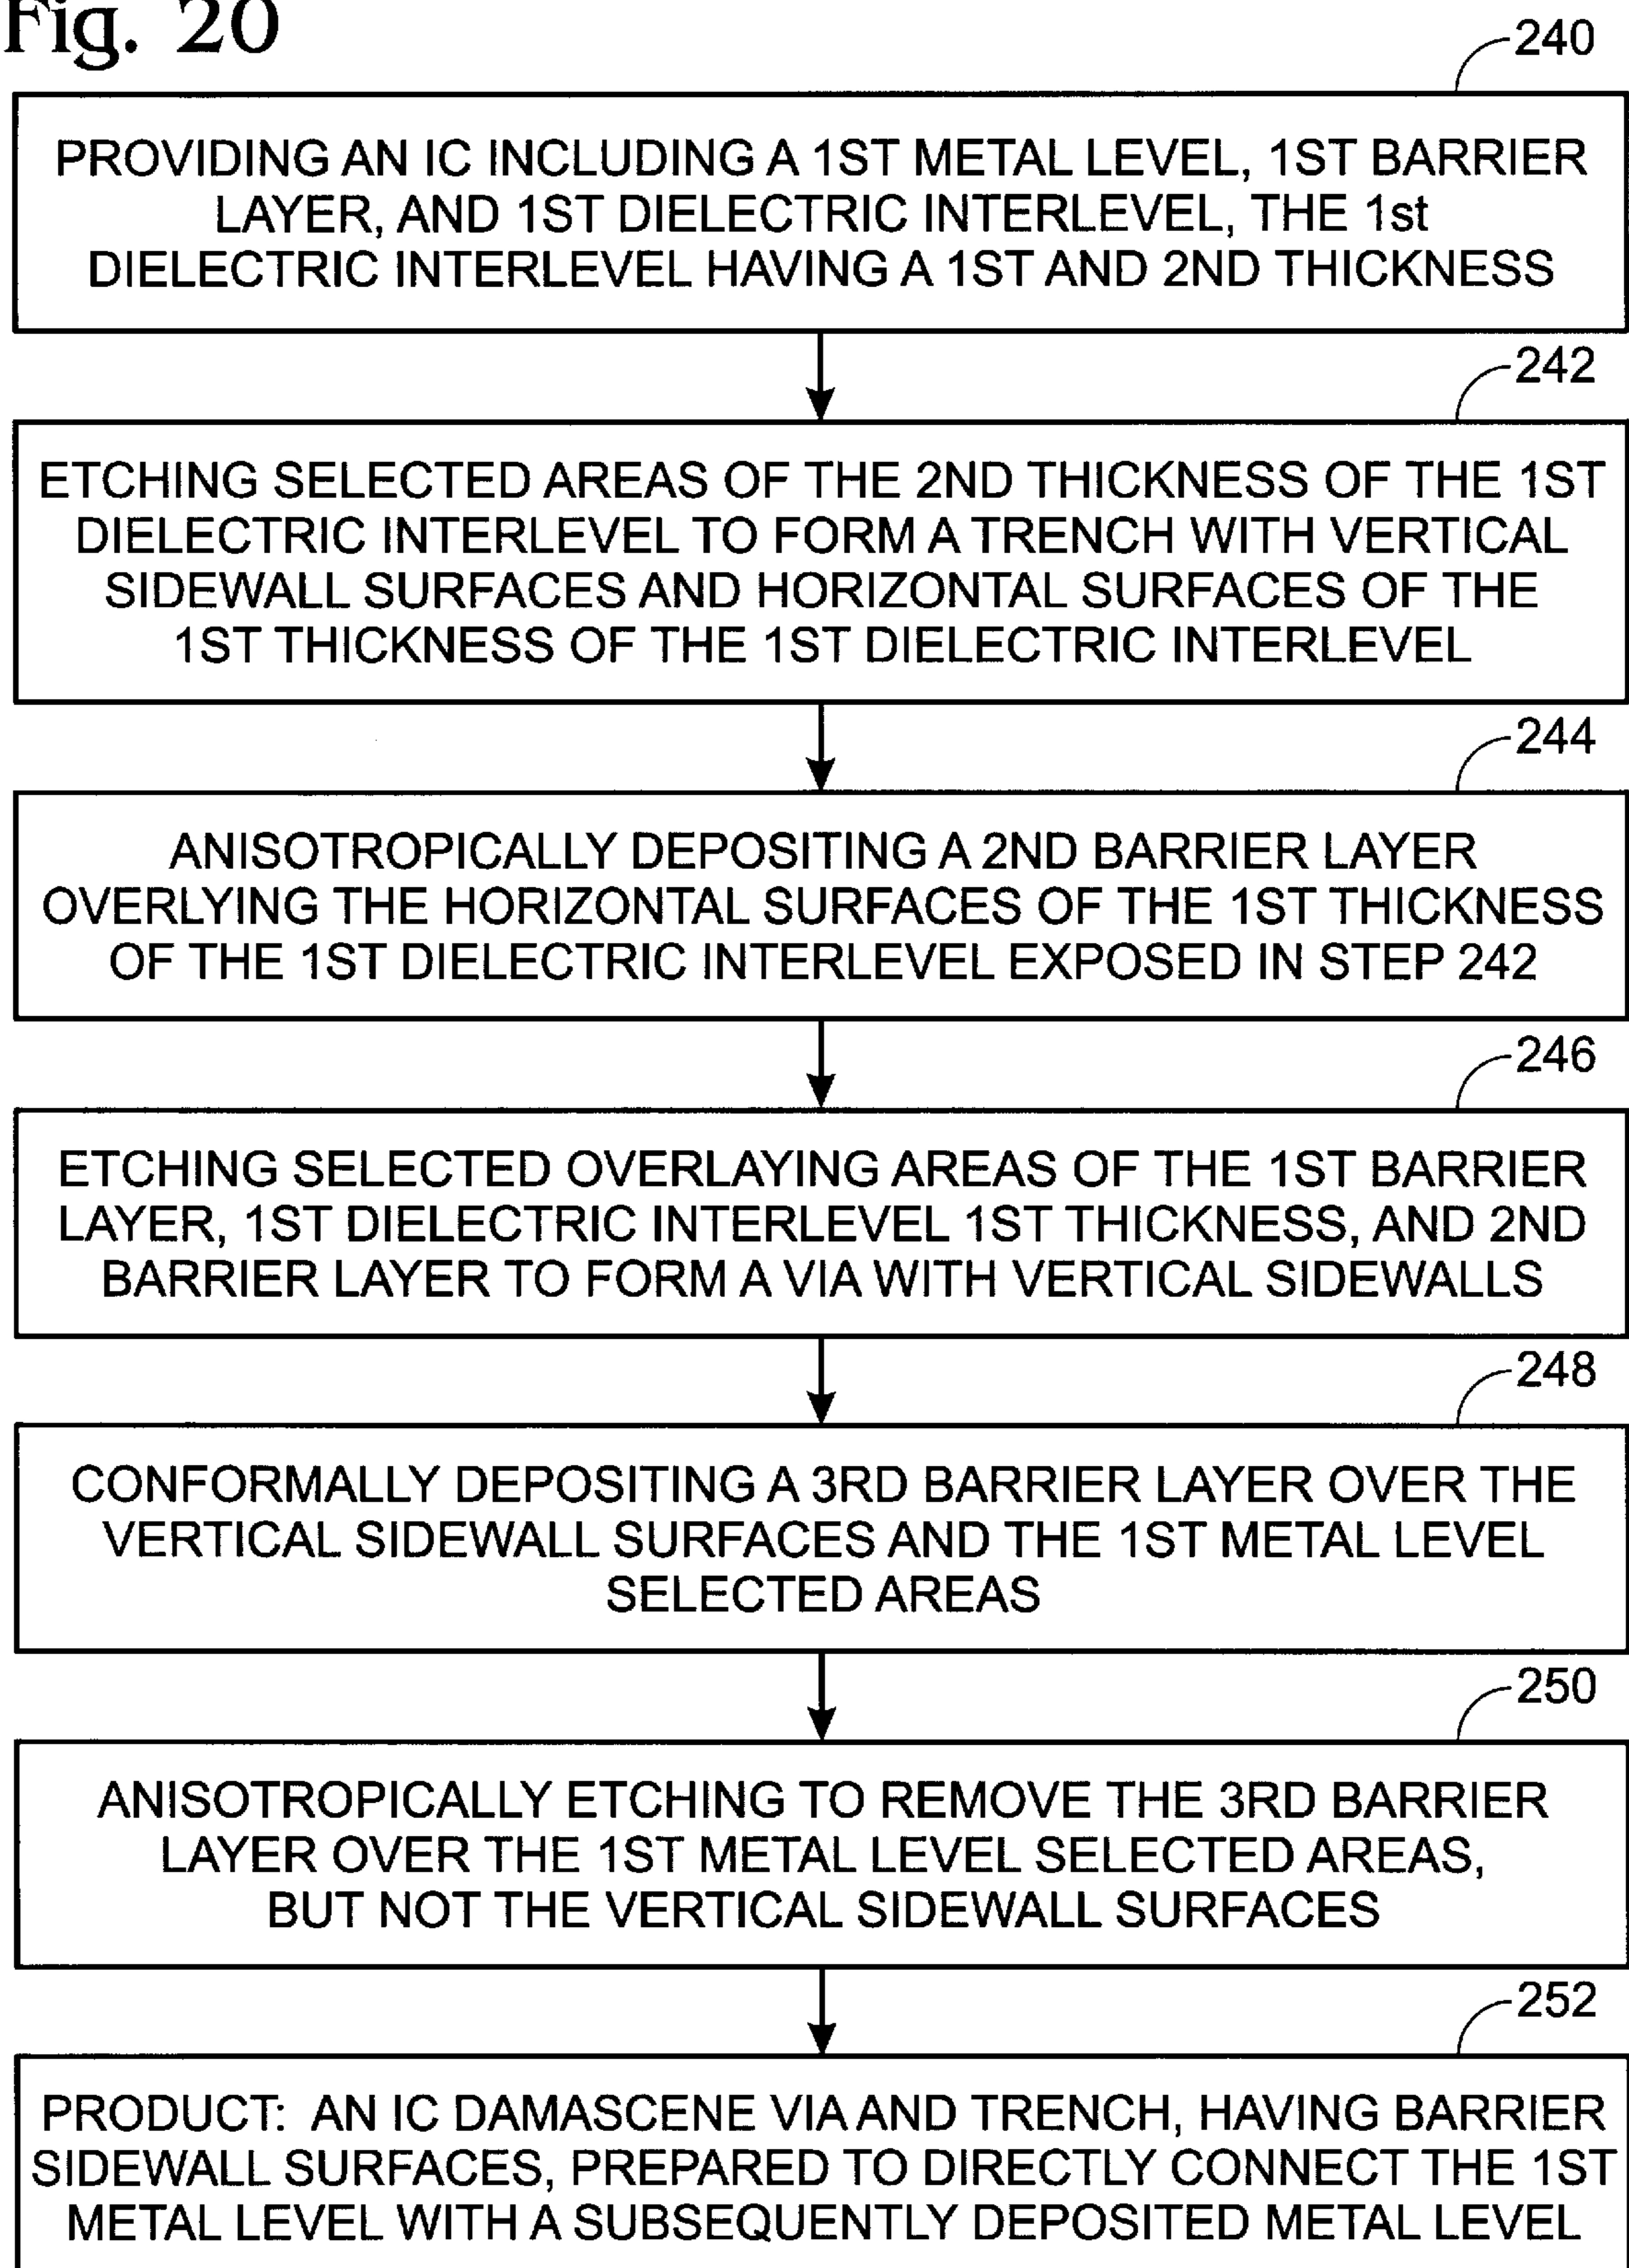 Fig. 20
240
PROVIDING AN IC INCLUDING A 1ST METAL LEVEL, 1ST BARRIER
LAYER, AND 1ST DIELECTRIC INTERLEVEL, THE 1st
DIELECTRIC INTERLEVEL HAVING A 1ST AND 2ND THICKNESS
242
ETCHING SELECTED AREAS OF THE 2ND THICKNESS OF THE 1ST
DIELECTRIC INTERLEVEL TO FORM A TRENCH WITH VERTICAL
SIDEWALL SURFACES AND HORIZONTAL SURFACES OF THE
1ST THICKNESS OF THE 1ST DIELECTRIC INTERLEVEL
244
ANISOTROPICALLY DEPOSITING A 2ND BARRIER LAYER
OVERLYING THE HORIZONTAL SURFACES OF THE 1ST THICKNESS
OF THE 1ST DIELECTRIC INTERLEVEL EXPOSED IN STEP 242
246
ETCHING SELECTED OVERLAYING AREAS OF THE 1ST BARRIER
LAYER, 1ST DIELECTRIC INTERLEVEL 1ST THICKNESS, AND 2ND
BARRIER LAYER TO FORM A VIA WITH VERTICAL SIDEWALLS
248
CONFORMALLY DEPOSITING A 3RD BARRIER LAYER OVER THE
VERTICAL SIDEWALL SURFACES AND THE 1ST METAL LEVEL
SELECTED AREAS
250
ANISOTROPICALLY ETCHING TO REMOVE THE 3RD BARRIER
LAYER OVER THE 1ST METAL LEVEL SELECTED AREAS,
BUT NOT THE VERTICAL SIDEWALL SURFACES
252
PRODUCT: AN IC DAMASCENE VIA AND TRENCH, HAVING BARRIER
SIDEWALL SURFACES, PREPARED TO DIRECTLY CONNECT THE 1ST
METAL LEVEL WITH A SUBSEQUENTLY DEPOSITED METAL LEVEL